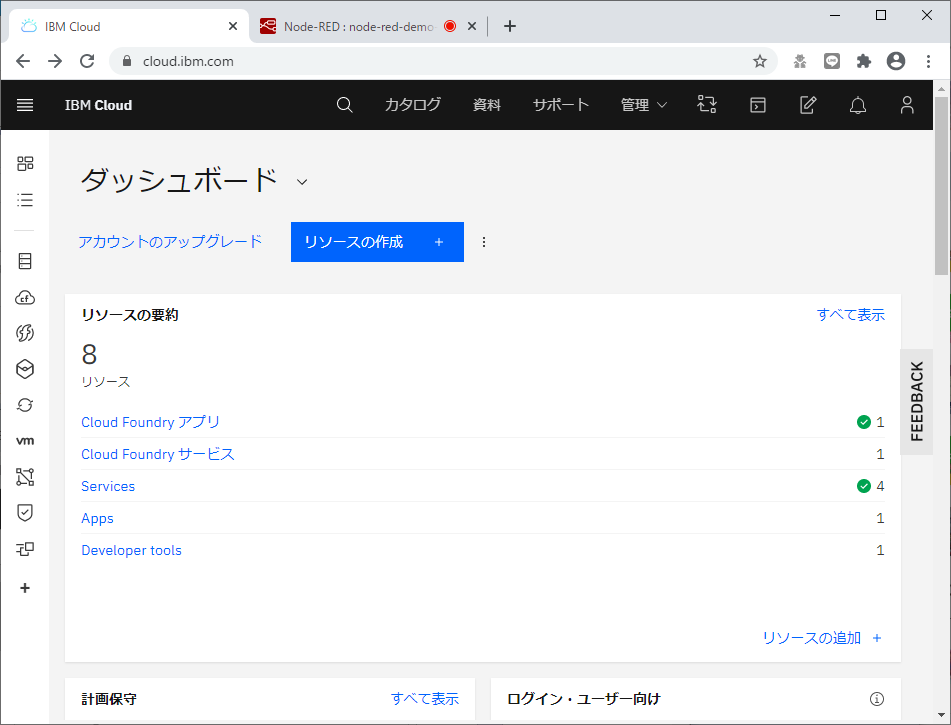 IBM Cloud
Node-RED : node-red-demo
cloud.ibm.com
IBM Cloud カタログ 資料 サポート 管理
ダッシュボード
アカウントのアップグレード リソースの作成 +
リソースの要約 すべて表示
8
リソース
Cloud Foundry アプリ 1
Cloud Foundry サービス 1
Services 4
Apps 1
Developer tools 1
リソースの追加 +
計画保守 すべて表示
ログイン・ユーザー向け
FEEDBACK
cf
vm
LINE